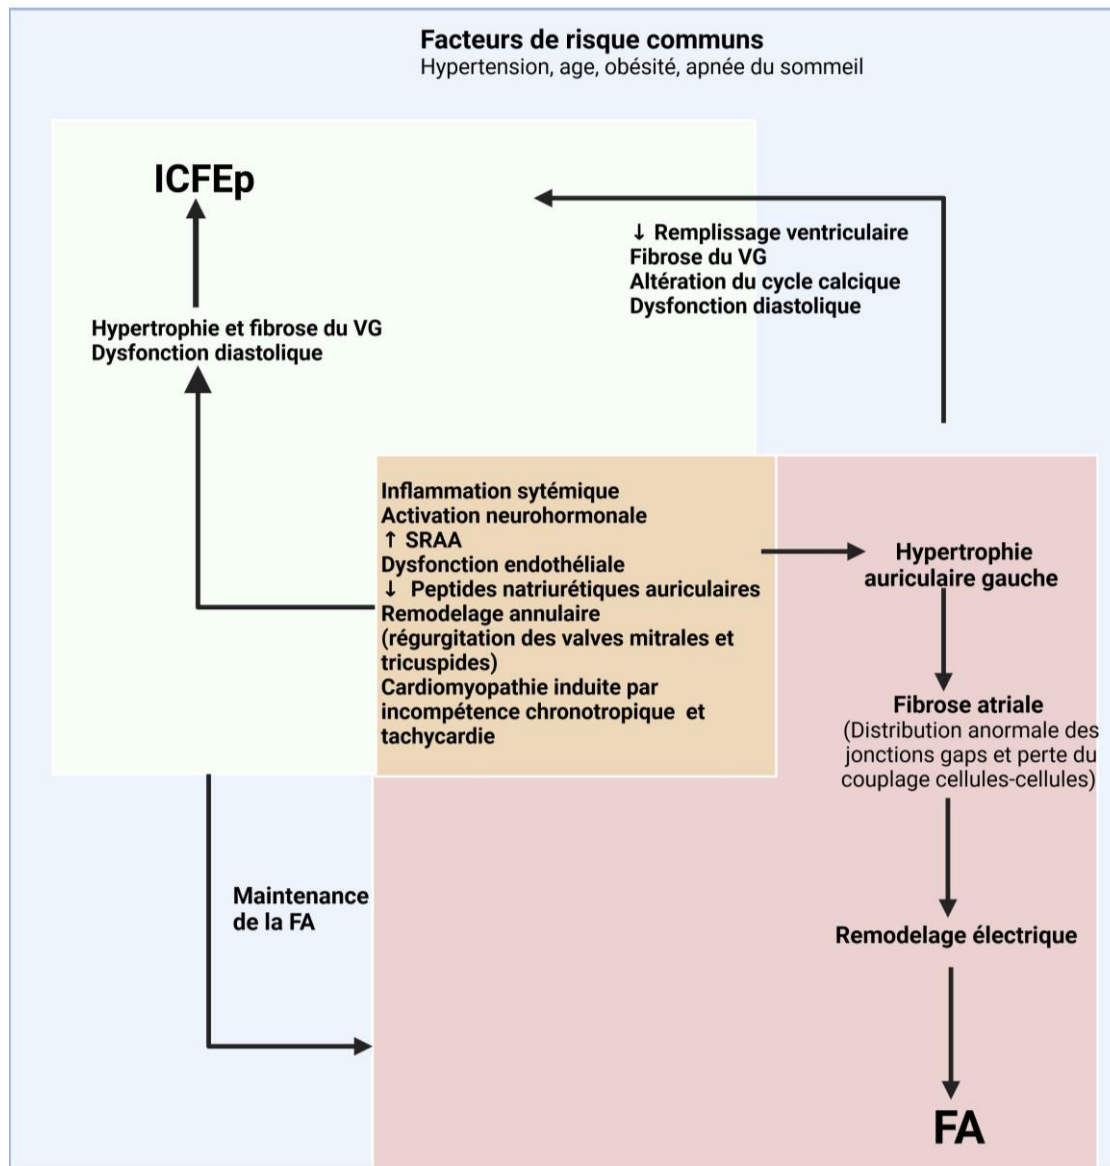 Facteurs de risque communs
Hypertension, age, obésité, apnée du sommeil
ICFEp
↓ Remplissage ventriculaire
Fibrose du VG
Altération du cycle calcique
Dysfonction diastolique
Hypertrophie et fibrose du VG
Dysfonction diastolique
Inflammation sytémique
Activation neurohormonale
↑ SRAA
Dysfonction endothéliale
↓ Peptides natriurétiques auriculaires
Remodelage annulaire
(régurgitation des valves mitrales et
tricuspides)
Cardiomyopathie induite par
incompétence chronotropique et
tachycardie
Hypertrophie
auriculaire gauche
Fibrose atriale
(Distribution anormale des
jonctions gaps et perte du
couplage cellules-cellules)
Maintenance
de la FA
Remodelage électrique
FA